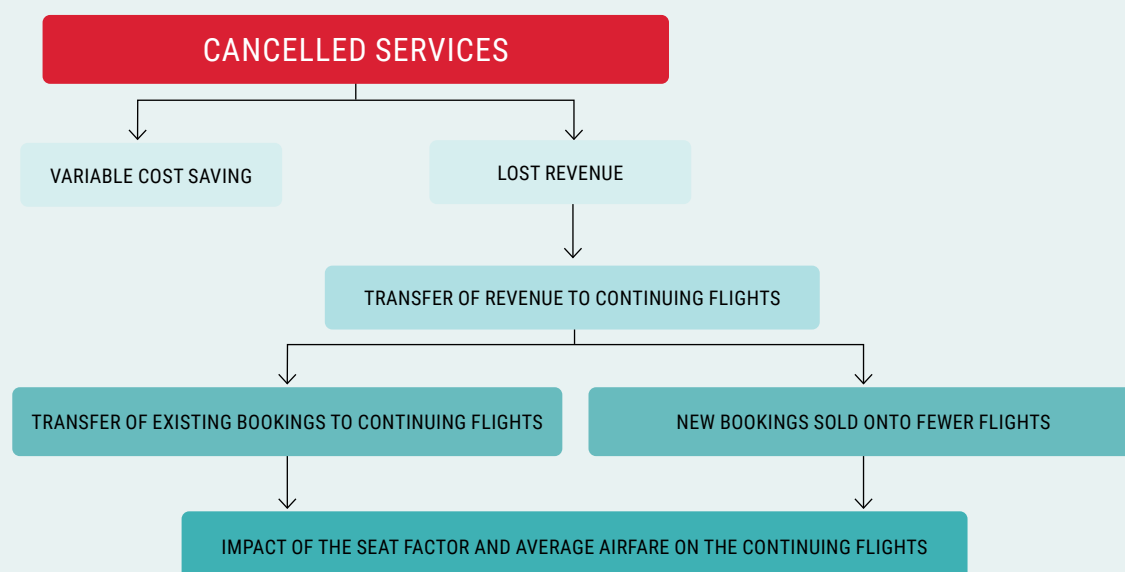 CANCELLED SERVICES
VARIABLE COST SAVING
LOST REVENUE
TRANSFER OF REVENUE TO CONTINUING FLIGHTS
TRANSFER OF EXISTING BOOKINGS TO CONTINUING FLIGHTS
NEW BOOKINGS SOLD ONTO FEWER FLIGHTS
IMPACT OF THE SEAT FACTOR AND AVERAGE AIRFARE ON THE CONTINUING FLIGHTS